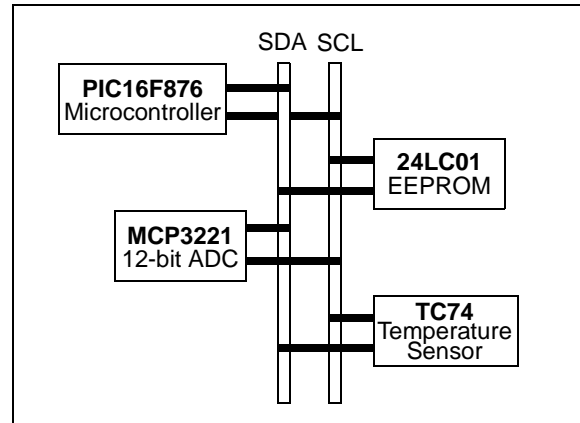 SDA SCL
PIC16F876
Microcontroller
24LC01
EEPROM
MCP3221
12-bit ADC
TC74
Temperature
Sensor